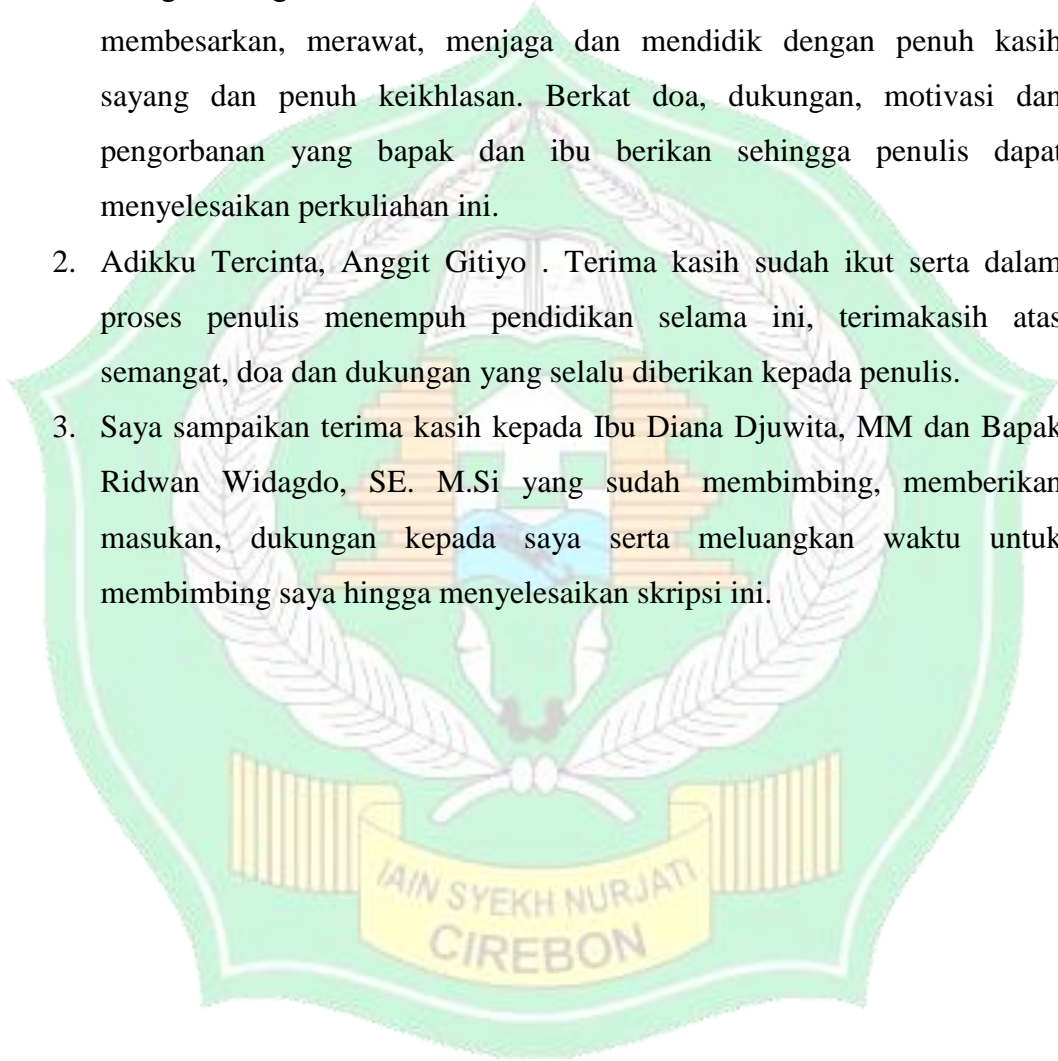 membesarkan, merawat, menjaga dan mendidik dengan penuh kasih
sayang dan penuh keikhlasan. Berkat doa, dukungan, motivasi dan
pengorbanan yang bapak dan ibu berikan sehingga penulis dapat
menyelesaikan perkuliahan ini.
2. Adikku Tercinta, Anggit Gitiyo . Terima kasih sudah ikut serta dalam
proses penulis menempuh pendidikan selama ini, terimakasih atas
semangat, doa dan dukungan yang selalu diberikan kepada penulis.
3. Saya sampaikan terima kasih kepada Ibu Diana Djuwita, MM dan Bapak
Ridwan Widagdo, SE. M.Si yang sudah membimbing, memberikan
masukan, dukungan kepada saya serta meluangkan waktu untuk
membimbing saya hingga menyelesaikan skripsi ini.
IAIN SYEKH NURJATI
CIREBON